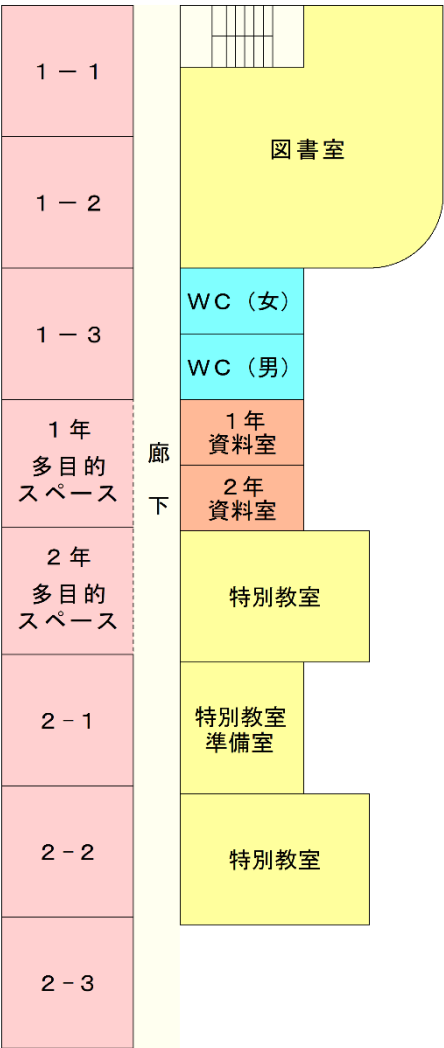 １－１
１－２
１－３
１年
多目的
スペース
２年
多目的
スペース
２-１
２-２
２-３
廊
下
図書室
ＷＣ（女）
ＷＣ（男）
１年
資料室
２年
資料室
特別教室
特別教室
準備室
特別教室